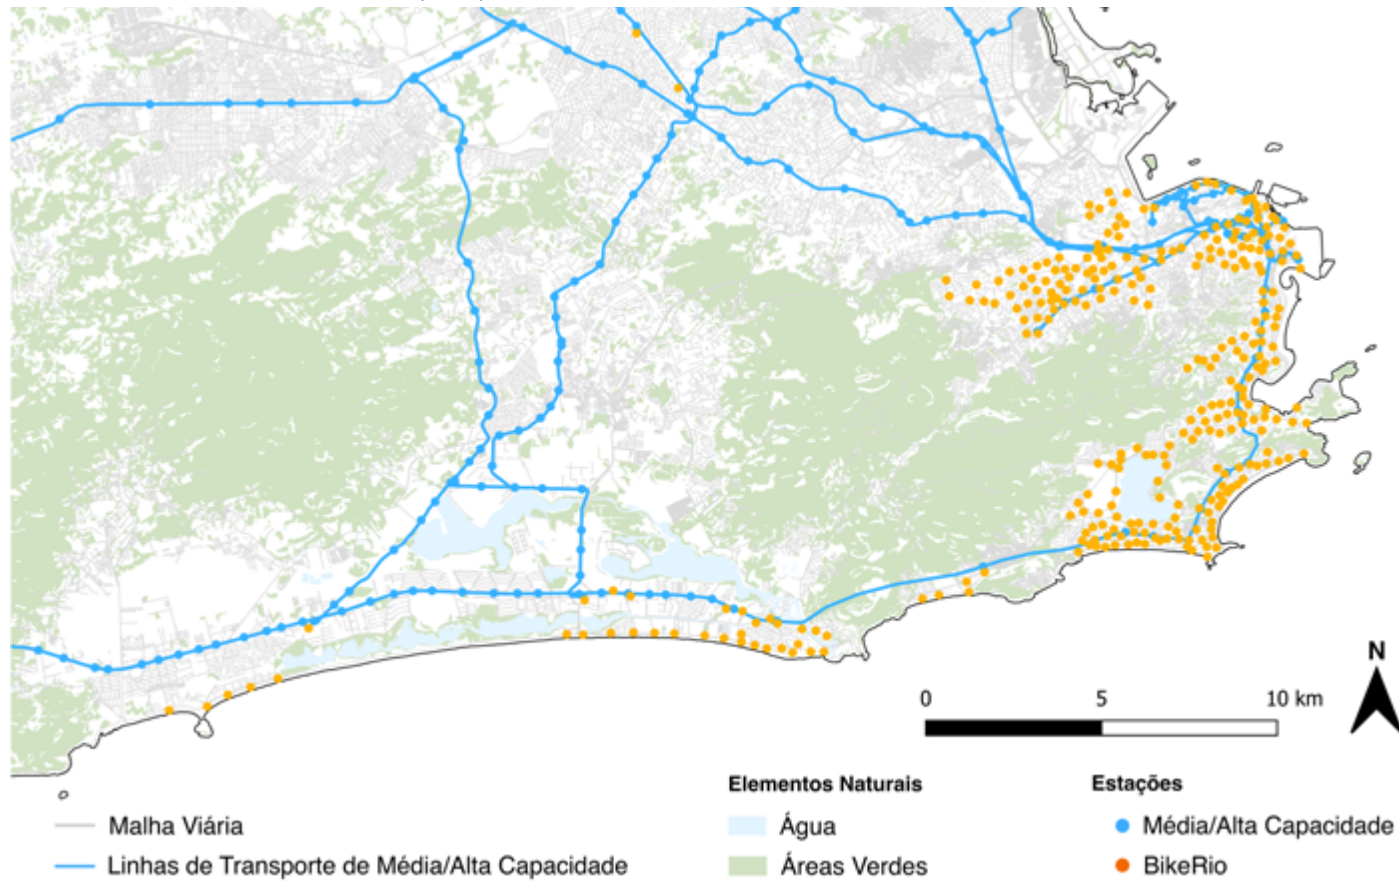 N
0 5 10 km
Elementos Naturais
Estações
Malha Viária
Água
Média/Alta Capacidade
Linhas de Transporte de Média/Alta Capacidade
Áreas Verdes
BikeRio